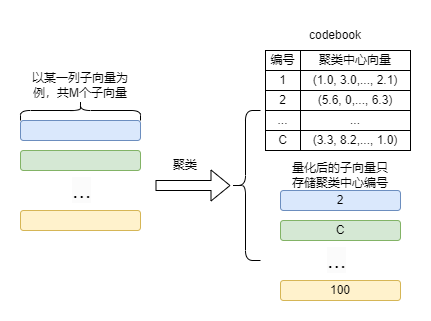 codebook
编号 聚类中心向量
1 (1.0, 3.0,..., 2.1)
2 (5.6, 0,..., 6.3)
... ...
C (3.3, 8.2,..., 1.0)
以某一列子向量为
例，共M个子向量
...
聚类
量化后的子向量只
存储聚类中心编号
2
C
...
100